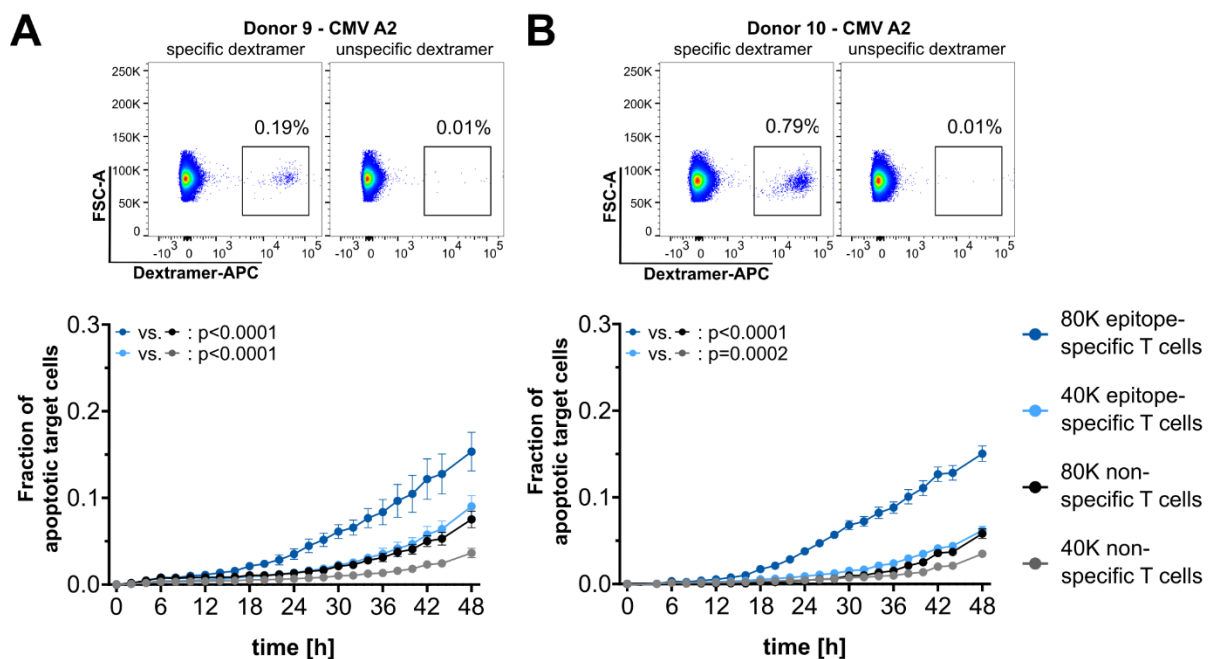 A
Donor 9 - CMV A2
specific dextramer
unspecific dextramer
250K
200K
150K
100K
50K
0
FSC-A
0.19%
0.01%
-10³ 0 10³ 10⁴ 10⁵
-10³ 0 10³ 10⁴ 10⁵
Dextramer-APC
0.3
0.2
0.1
0.0
Fraction of
apoptotic target cells
vs. : p<0.0001
vs. : p<0.0001
0 6 12 18 24 30 36 42 48
time [h]
B
Donor 10 - CMV A2
specific dextramer
unspecific dextramer
250K
200K
150K
100K
50K
0
FSC-A
0.79%
0.01%
-10³ 0 10³ 10⁴ 10⁵
-10³ 0 10³ 10⁴ 10⁵
Dextramer-APC
0.3
0.2
0.1
0.0
Fraction of
apoptotic target cells
vs. : p<0.0001
vs. : p=0.0002
0 6 12 18 24 30 36 42 48
time [h]
80K epitope-
specific T cells
40K epitope-
specific T cells
80K non-
specific T cells
40K non-
specific T cells